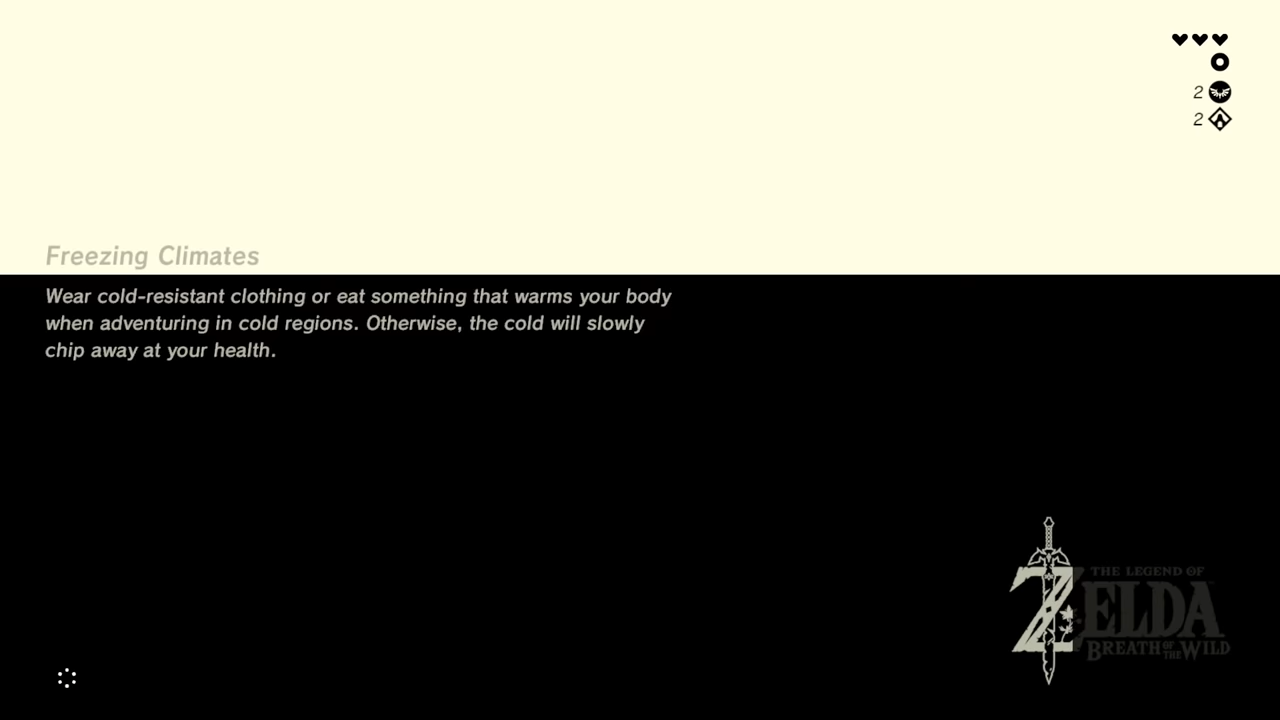 2
2
Freezing Climates
Wear cold-resistant clothing or eat something that warms your body
when adventuring in cold regions. Otherwise, the cold will slowly
chip away at your health.
THE LEGEND OF
ZELDA
BREATH OF THE WILD